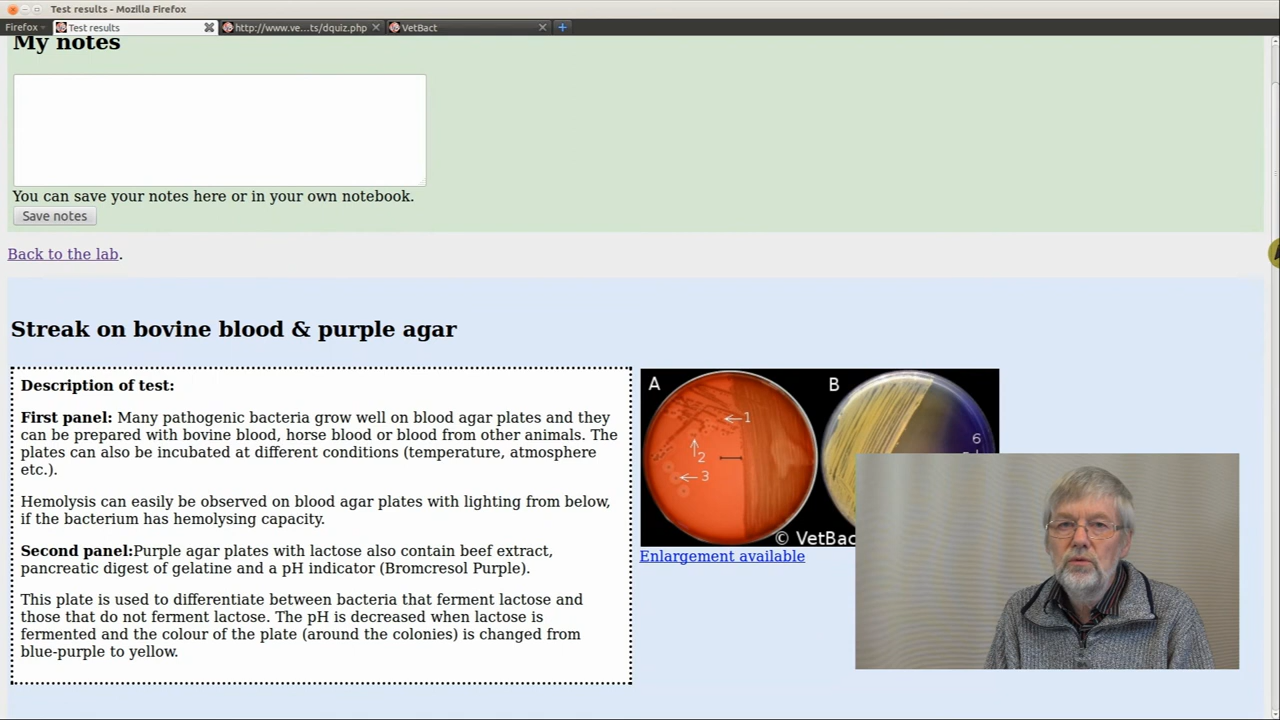 Test results - Mozilla Firefox
Firefox Test results http://www.ve...ts/dquiz.php VetBact
My notes
You can save your notes here or in your own notebook.
Save notes
Back to the lab.
Streak on bovine blood & purple agar
Description of test:
First panel: Many pathogenic bacteria grow well on blood agar plates and they
can be prepared with bovine blood, horse blood or blood from other animals. The
plates can also be incubated at different conditions (temperature, atmosphere
etc.).
Hemolysis can easily be observed on blood agar plates with lighting from below,
if the bacterium has hemolysing capacity.
Second panel:Purple agar plates with lactose also contain beef extract,
pancreatic digest of gelatine and a pH indicator (Bromcresol Purple).
This plate is used to differentiate between bacteria that ferment lactose and
those that do not ferment lactose. The pH is decreased when lactose is
fermented and the colour of the plate (around the colonies) is changed from
blue-purple to yellow.
A B
1
2
3
6
© VetBac
Enlargement available